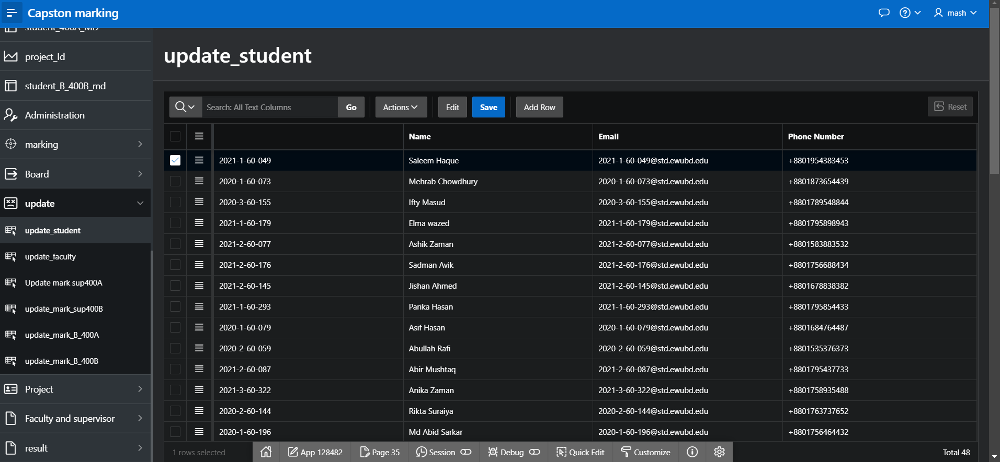 Capston marking
mash
student_400A_MD
project_Id
student_B_400B_md
Administration
marking
Board
update
update_student
update_faculty
Update mark sup400A
update_mark_sup400B
update_mark_B_400A
update_mark_B_400B
Project
Faculty and supervisor
result
update_student
Search: All Text Columns
Go
Actions
Edit
Save
Add Row
Reset
Name Email Phone Number
2021-1-60-049 Saleem Haque 2021-1-60-049@std.ewubd.edu +8801954383453
2020-1-60-073 Mehrab Chowdhury 2020-1-60-073@std.ewubd.edu +8801873654439
2020-3-60-155 Ifty Masud 2020-3-60-155@std.ewubd.edu +8801789548844
2021-1-60-179 Elma wazed 2021-1-60-179@std.ewubd.edu +8801795898943
2021-2-60-077 Ashik Zaman 2021-2-60-077@std.ewubd.edu +8801583883532
2021-2-60-176 Sadman Avik 2021-2-60-176@std.ewubd.edu +8801756688434
2021-2-60-145 Jishan Ahmed 2021-2-60-145@std.ewubd.edu +8801678838382
2021-1-60-293 Parika Hasan 2021-1-60-293@std.ewubd.edu +8801795854433
2020-1-60-079 Asif Hasan 2020-1-60-079@std.ewubd.edu +8801684764487
2020-2-60-059 Abullah Rafi 2020-2-60-059@std.ewubd.edu +8801535376373
2021-2-60-087 Abir Mushtaq 2021-2-60-087@std.ewubd.edu +8801795437733
2021-3-60-322 Anika Zaman 2021-3-60-322@std.ewubd.edu +8801758935488
2020-2-60-144 Rikta Suraiya 2020-2-60-144@std.ewubd.edu +8801763737652
2020-1-60-196 Md Abid Sarkar 2020-1-60-196@std.ewubd.edu +8801756464432
1 rows selected
App 128482
Page 35
Session
Debug
Quick Edit
Customize
Total 48